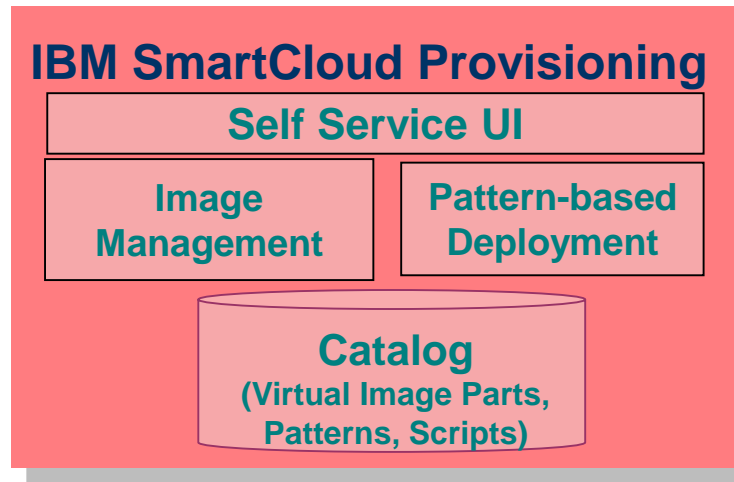 IBM SmartCloud Provisioning
Self Service UI
Image
Management
Pattern-based
Deployment
Catalog
(Virtual Image Parts,
Patterns, Scripts)